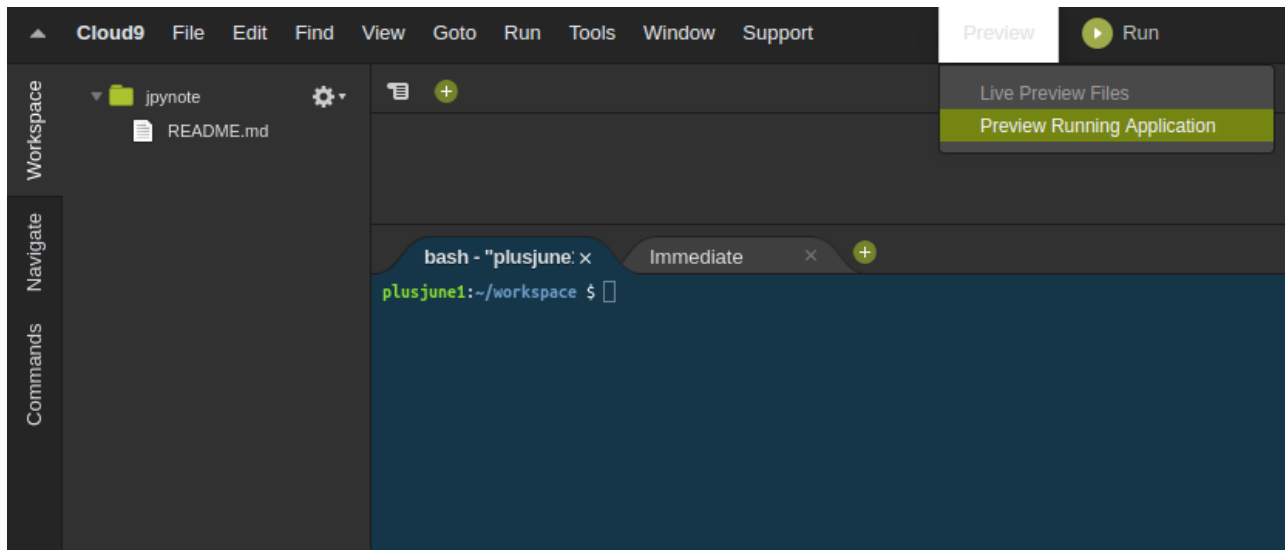 Cloud9 File Edit Find View Goto Run Tools Window Support Preview Run
Workspace
Navigate
Commands
jpynote
README.md
Live Preview Files
Preview Running Application
bash - "plusjune: Immediate
plusjune1:~/workspace $